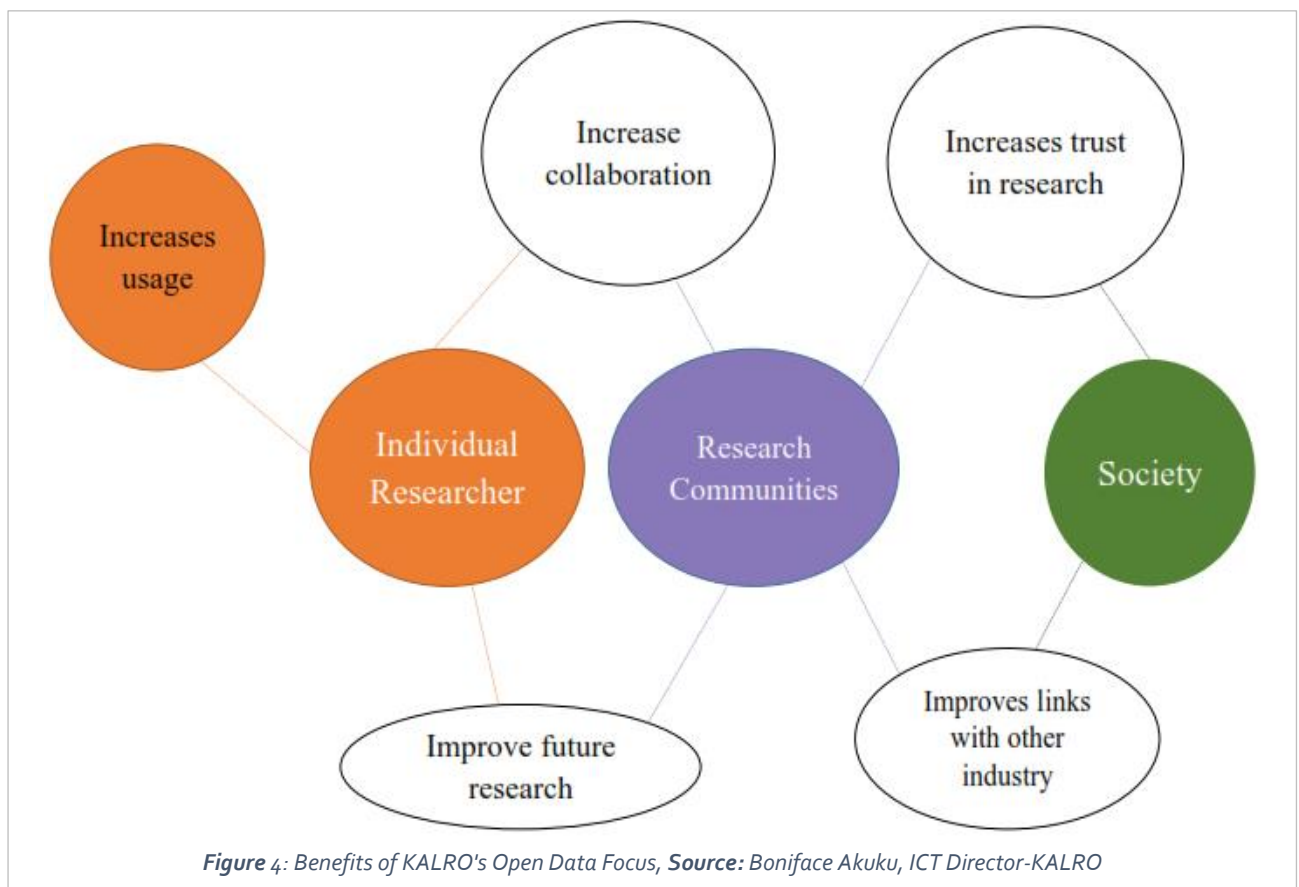 Increase
collaboration
Increases trust
in research
Increases
usage
Individual
Researcher
Research
Communities
Society
Improve future
research
Improves links
with other
industry
Figure 4: Benefits of KALRO's Open Data Focus, Source: Boniface Akuku, ICT Director-KALRO